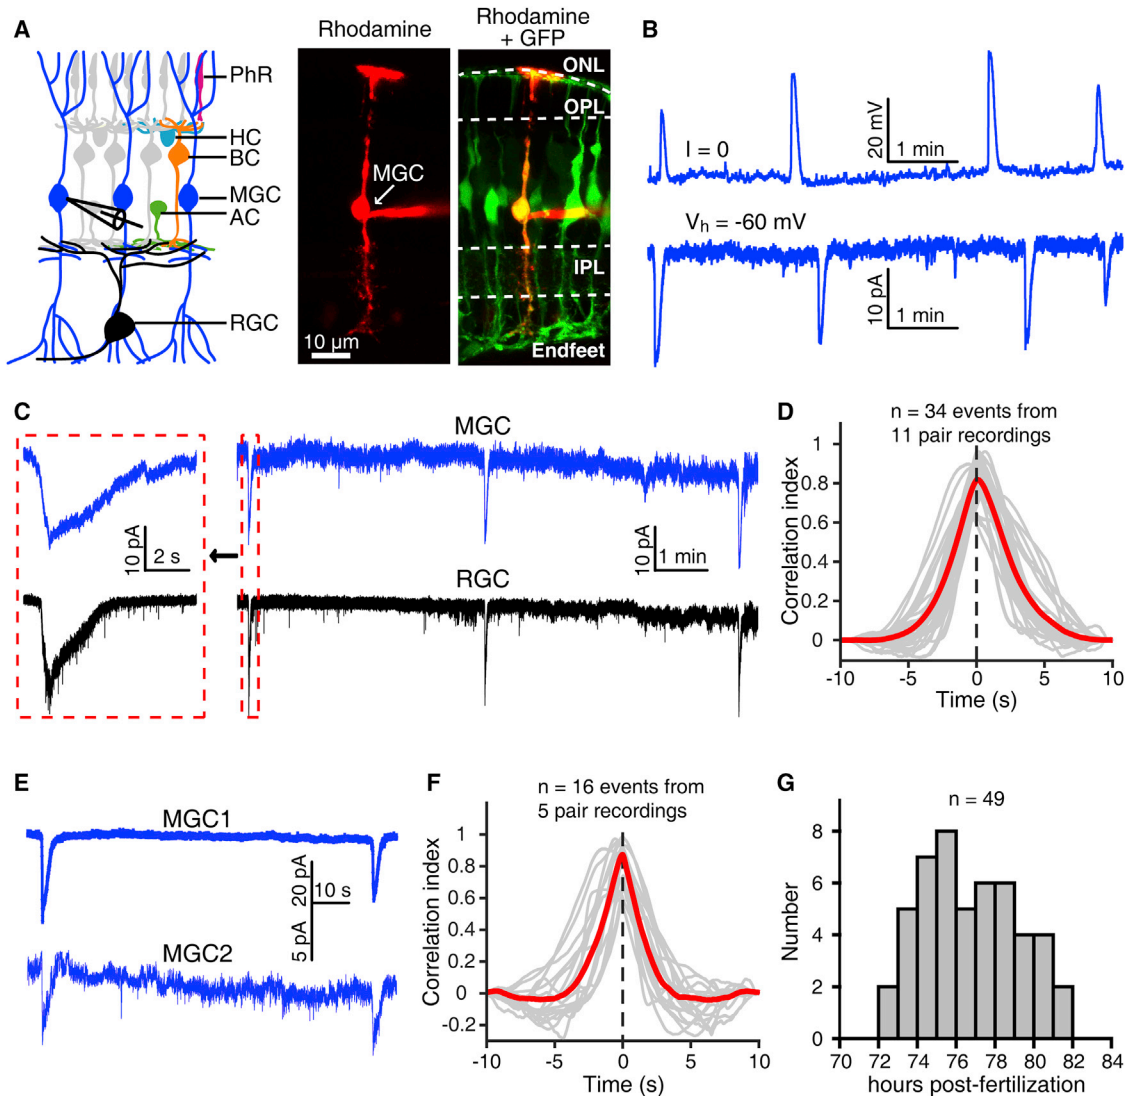 A
Rhodamine
Rhodamine
+ GFP
PhR
HC
BC
MGC
AC
RGC
MGC
10 µm
ONL
OPL
IPL
Endfeet
B
I = 0
20 mV
1 min
Vh = -60 mV
10 pA
1 min
C
MGC
10 pA
2 s
10 pA
1 min
RGC
D
n = 34 events from
11 pair recordings
Correlation index
1
0.8
0.6
0.4
0.2
0
-10
-5
0
5
10
Time (s)
E
MGC1
20 pA
10 s
5 pA
MGC2
F
n = 16 events from
5 pair recordings
Correlation index
1
0.8
0.6
0.4
0.2
0
-0.2
-10
-5
0
5
10
Time (s)
G
n = 49
Number
8
6
4
2
0
70
72
74
76
78
80
82
84
hours post-fertilization